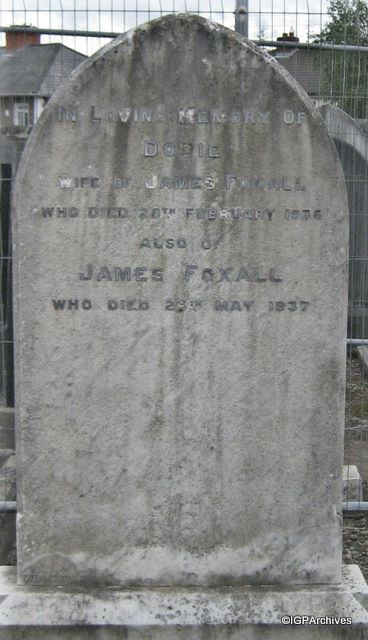 IN LOVING MEMORY OF
DOBIE
WIFE OF JAMES FOXALL
WHO DIED 28TH FEBRUARY 1936
ALSO OF
JAMES FOXALL
WHO DIED MAY 1937
©IGPArchives